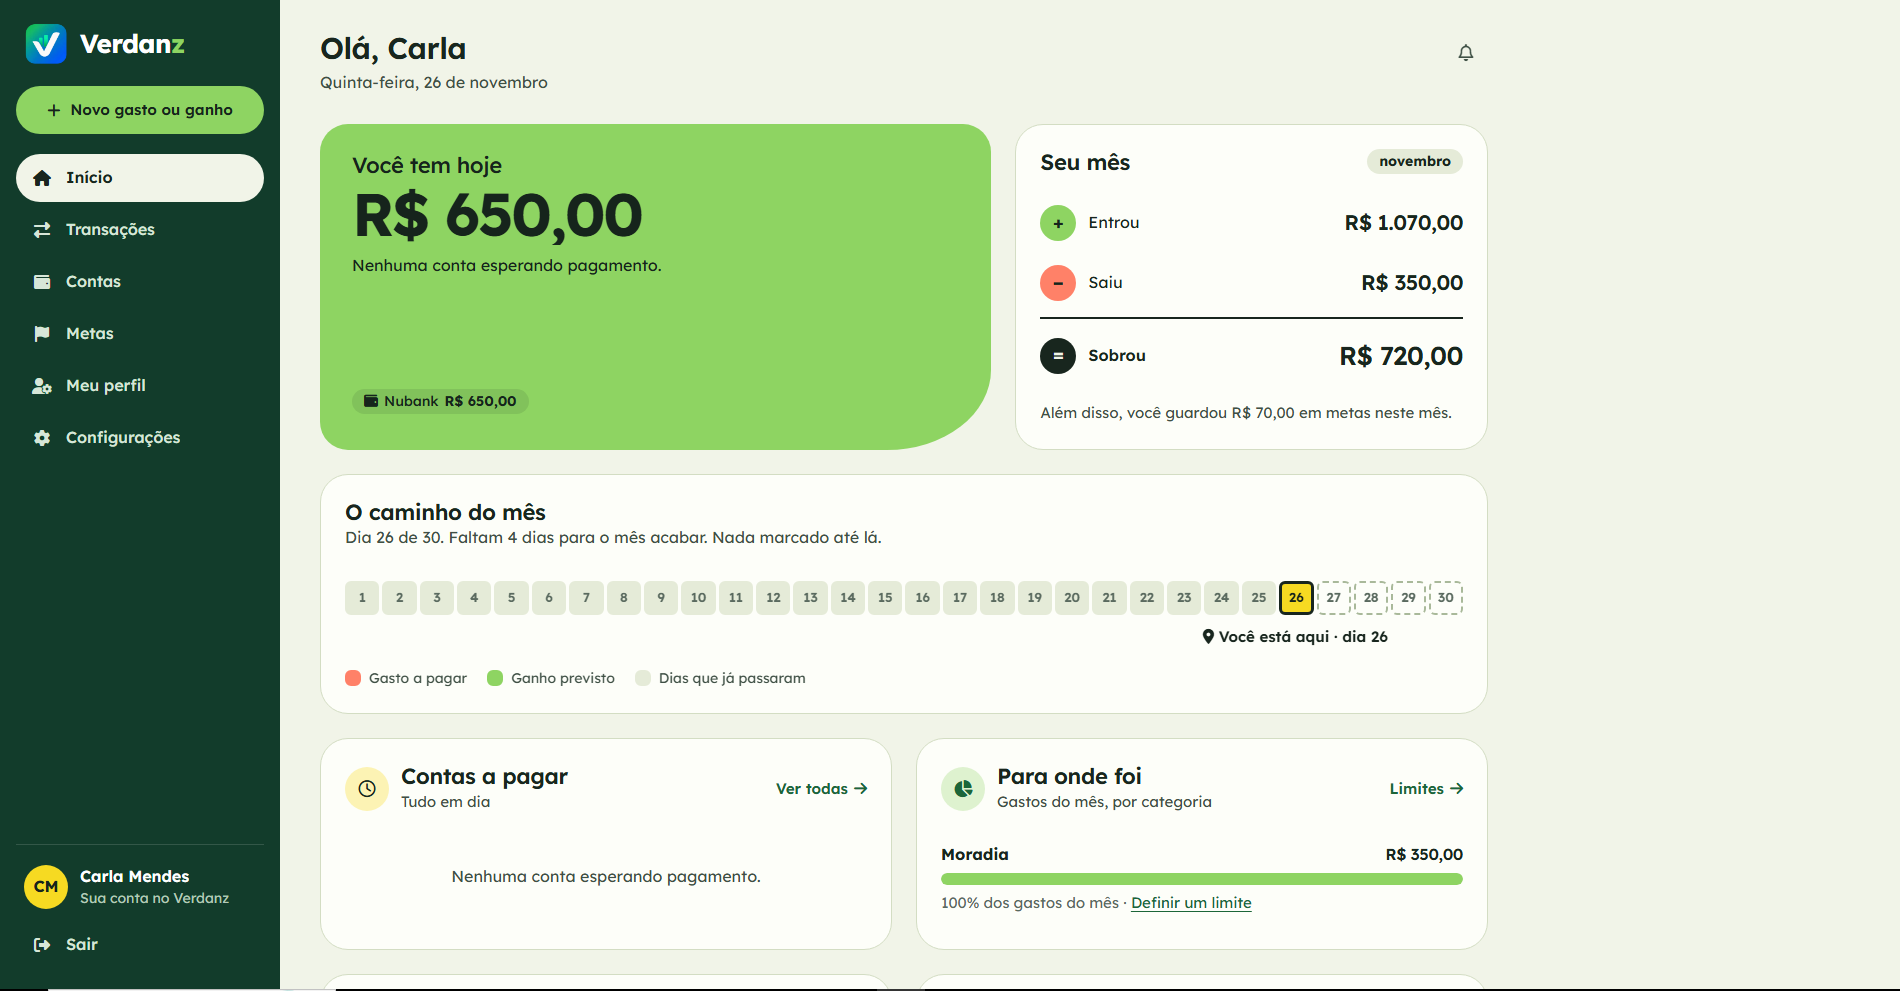 Verdanz
+ Novo gasto ou ganho
Início
Transações
Contas
Metas
Meu perfil
Configurações
Carla Mendes
CM
Sua conta no Verdanz
Sair
Olá, Carla
Quinta-feira, 26 de novembro
Você tem hoje
R$ 650,00
Nenhuma conta esperando pagamento.
Nubank R$ 650,00
Seu mês
novembro
+ Entrou R$ 1.070,00
− Saiu R$ 350,00
= Sobrou R$ 720,00
Além disso, você guardou R$ 70,00 em metas neste mês.
O caminho do mês
Dia 26 de 30. Faltam 4 dias para o mês acabar. Nada marcado até lá.
1 2 3 4 5 6 7 8 9 10 11 12 13 14 15 16 17 18 19 20 21 22 23 24 25 26 27 28 29 30
Você está aqui · dia 26
Gasto a pagar Ganho previsto Dias que já passaram
Contas a pagar
Tudo em dia
Ver todas →
Nenhuma conta esperando pagamento.
Para onde foi
Gastos do mês, por categoria
Limites →
Moradia R$ 350,00
100% dos gastos do mês · Definir um limite